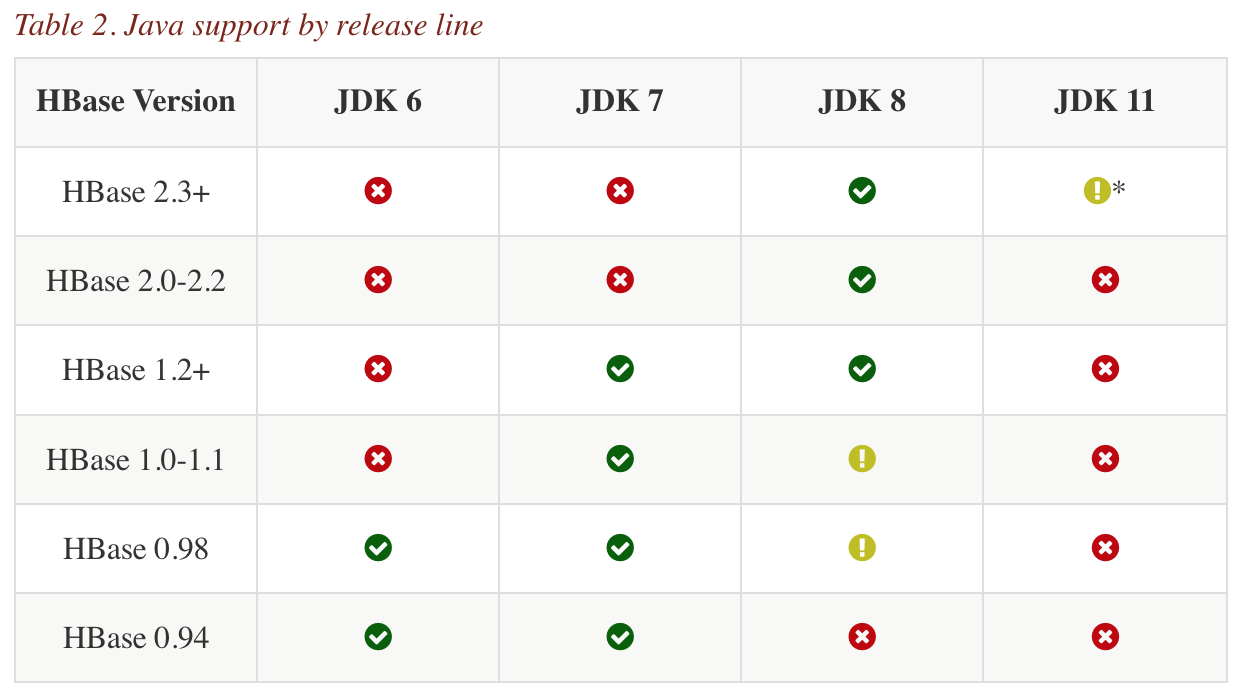 Table 2. Java support by release line
HBase Version JDK 6 JDK 7 JDK 8 JDK 11
HBase 2.3+ *
HBase 2.0-2.2
HBase 1.2+
HBase 1.0-1.1
HBase 0.98
HBase 0.94